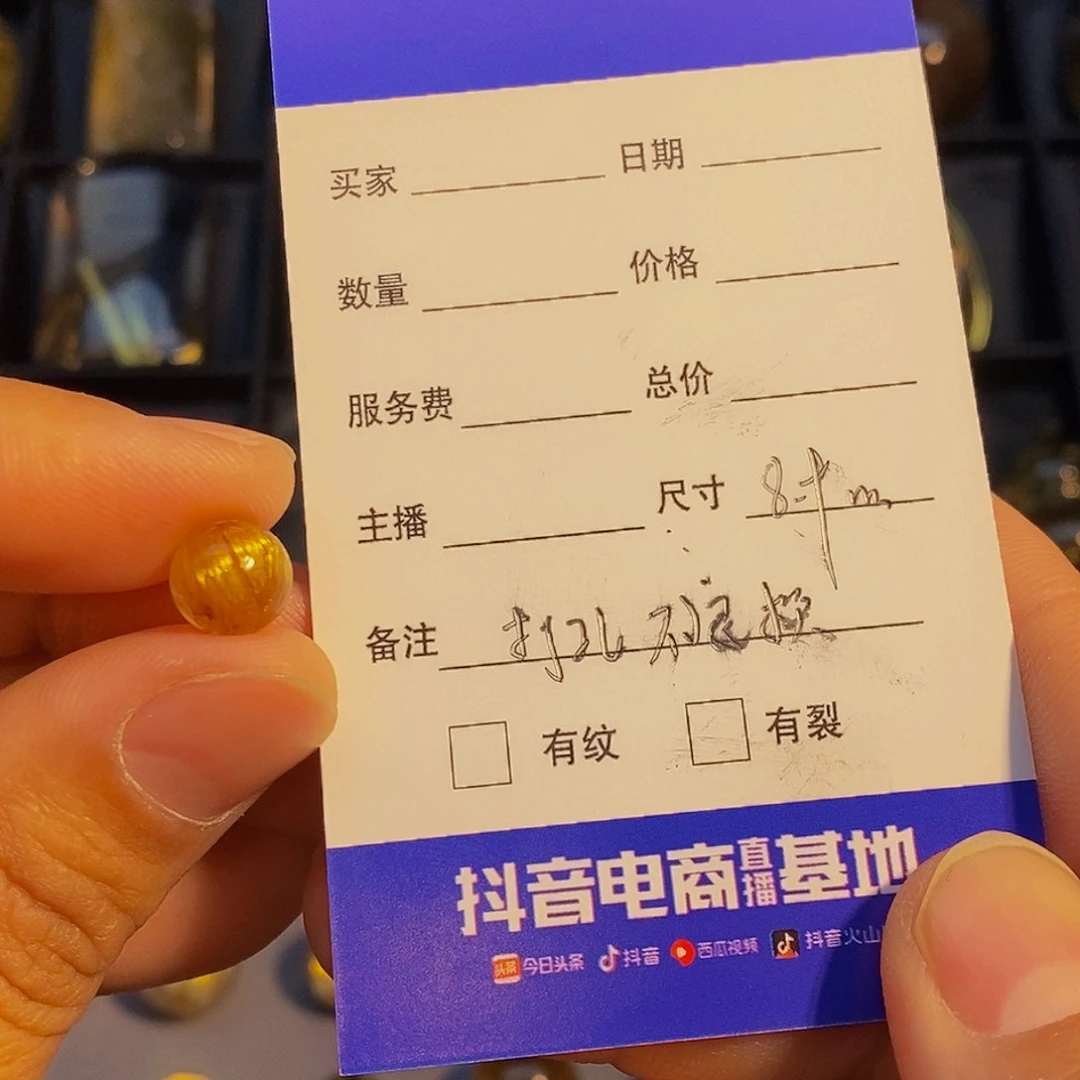 买家 日期
数量 价格
服务费 总价
主播 尺寸
备注 打孔 换
有纹 有裂
抖音电商直播基地
头条 今日头条 抖音 西瓜视频 抖音火山